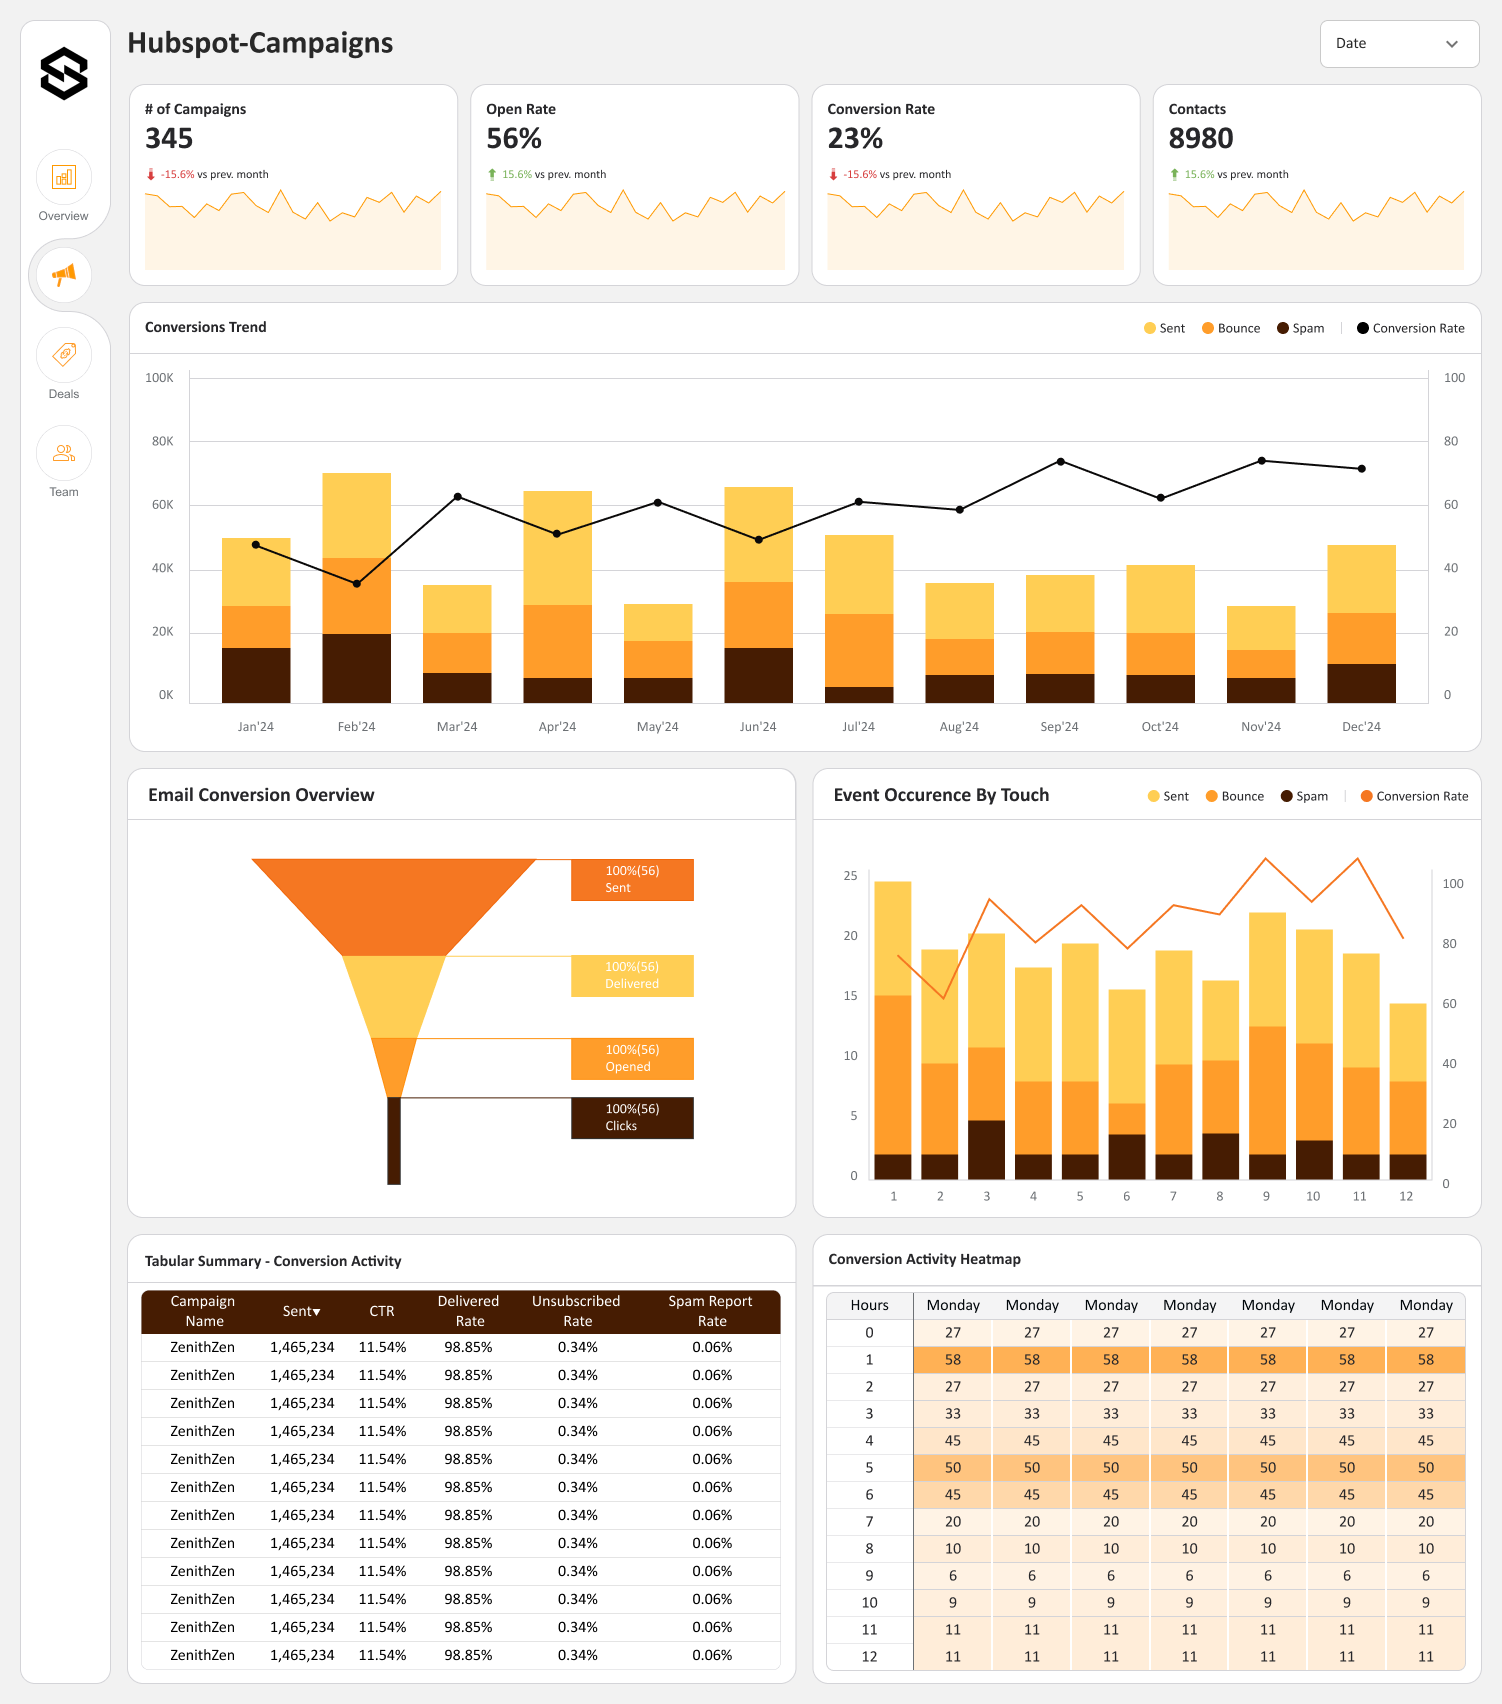 Hubspot-Campaigns
Date
Overview
Deals
Team
# of Campaigns
345
-15.6% vs prev. month
Open Rate
56%
15.6% vs prev. month
Conversion Rate
23%
-15.6% vs prev. month
Contacts
8980
15.6% vs prev. month
Conversions Trend
Sent Bounce Spam Conversion Rate
100K 100
80K 80
60K 60
40K 40
20K 20
0K 0
Jan'24 Feb'24 Mar'24 Apr'24 May'24 Jun'24 Jul'24 Aug'24 Sep'24 Oct'24 Nov'24 Dec'24
Email Conversion Overview
100%(56)
Sent
100%(56)
Delivered
100%(56)
Opened
100%(56)
Clicks
Event Occurence By Touch
Sent Bounce Spam Conversion Rate
25 100
20 80
15 60
10 40
5 20
0 0
1 2 3 4 5 6 7 8 9 10 11 12
Tabular Summary - Conversion Activity
Campaign Name Sent▾ CTR Delivered Rate Unsubscribed Rate Spam Report Rate
ZenithZen 1,465,234 11.54% 98.85% 0.34% 0.06%
ZenithZen 1,465,234 11.54% 98.85% 0.34% 0.06%
ZenithZen 1,465,234 11.54% 98.85% 0.34% 0.06%
ZenithZen 1,465,234 11.54% 98.85% 0.34% 0.06%
ZenithZen 1,465,234 11.54% 98.85% 0.34% 0.06%
ZenithZen 1,465,234 11.54% 98.85% 0.34% 0.06%
ZenithZen 1,465,234 11.54% 98.85% 0.34% 0.06%
ZenithZen 1,465,234 11.54% 98.85% 0.34% 0.06%
ZenithZen 1,465,234 11.54% 98.85% 0.34% 0.06%
ZenithZen 1,465,234 11.54% 98.85% 0.34% 0.06%
ZenithZen 1,465,234 11.54% 98.85% 0.34% 0.06%
ZenithZen 1,465,234 11.54% 98.85% 0.34% 0.06%
Conversion Activity Heatmap
Hours Monday Monday Monday Monday Monday Monday Monday
0 27 27 27 27 27 27 27
1 58 58 58 58 58 58 58
2 27 27 27 27 27 27 27
3 33 33 33 33 33 33 33
4 45 45 45 45 45 45 45
5 50 50 50 50 50 50 50
6 45 45 45 45 45 45 45
7 20 20 20 20 20 20 20
8 10 10 10 10 10 10 10
9 6 6 6 6 6 6 6
10 9 9 9 9 9 9 9
11 11 11 11 11 11 11 11
12 11 11 11 11 11 11 11